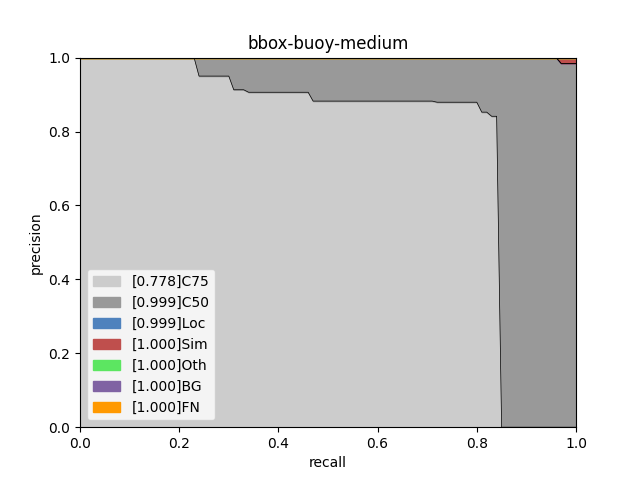 bbox-buoy-medium
1.0
0.8
0.6
0.4
0.2
0.0
precision
[0.778]C75
[0.999]C50
[0.999]Loc
[1.000]Sim
[1.000]Oth
[1.000]BG
[1.000]FN
0.0 0.2 0.4 0.6 0.8 1.0
recall